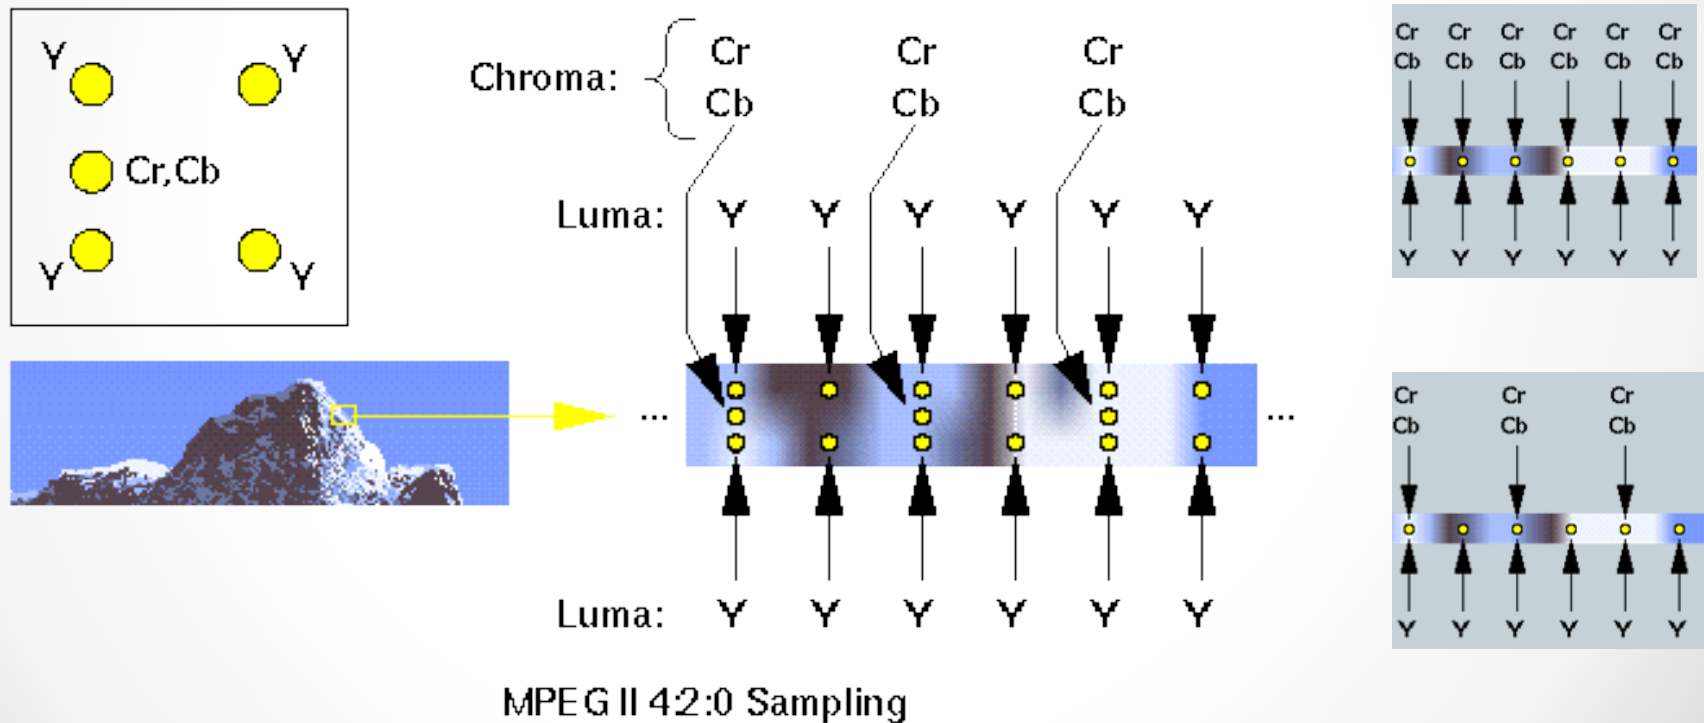 Y Y
Cr,Cb
Y Y
Chroma:
Cr Cr Cr
Cb Cb Cb
Luma: Y Y Y Y Y Y
... ...
Luma: Y Y Y Y Y Y
MPEG II 4:2:0 Sampling
Cr Cr Cr Cr Cr Cr
Cb Cb Cb Cb Cb Cb
Y Y Y Y Y Y
Cr Cr Cr
Cb Cb Cb
Y Y Y Y Y Y